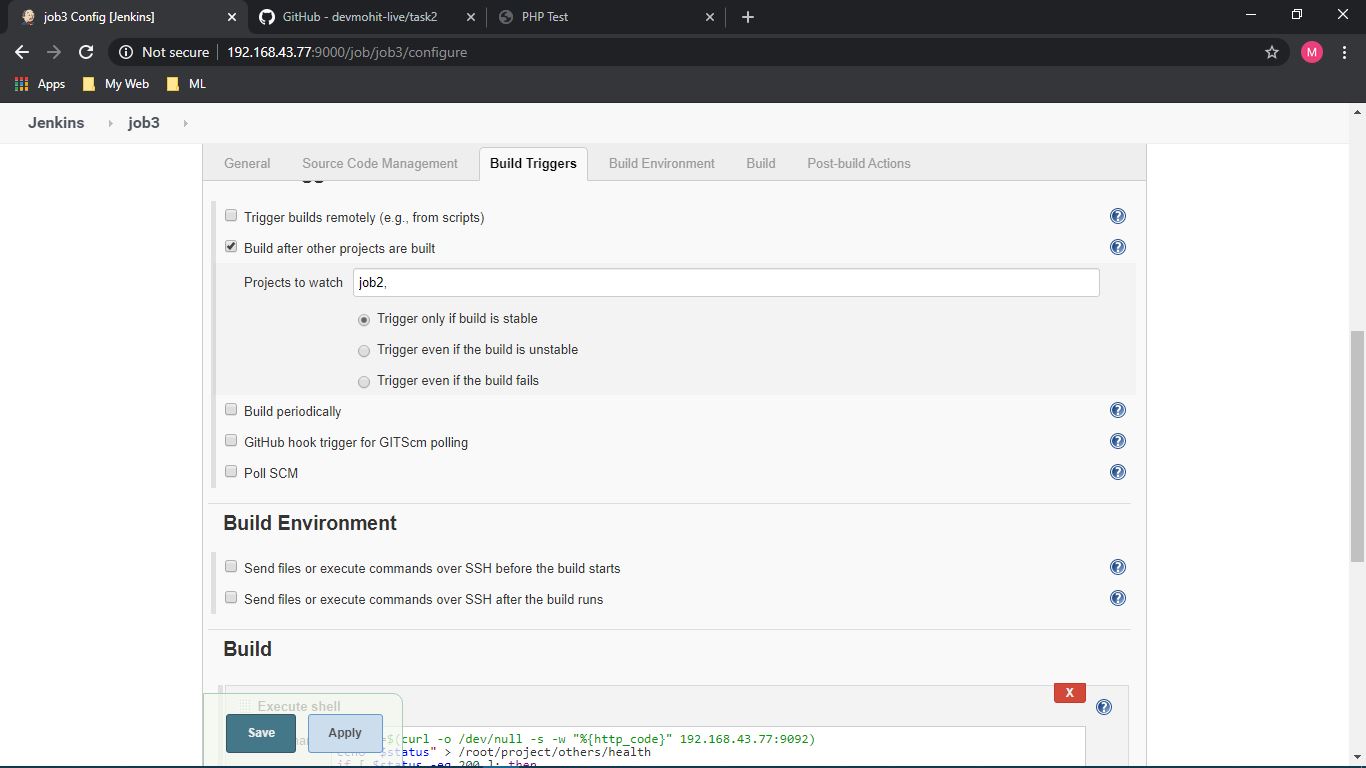 job3 Config [Jenkins]
GitHub - devmohit-live/task2
PHP Test
Not secure 192.168.43.77:9000/job/job3/configure
M
Apps My Web ML
Jenkins job3
General Source Code Management Build Triggers Build Environment Build Post-build Actions
Trigger builds remotely (e.g., from scripts)
Build after other projects are built
Projects to watch job2,
Trigger only if build is stable
Trigger even if the build is unstable
Trigger even if the build fails
Build periodically
GitHub hook trigger for GITScm polling
Poll SCM
Build Environment
Send files or execute commands over SSH before the build starts
Send files or execute commands over SSH after the build runs
Build
X
Execute shell
Save Apply
=$(curl -o /dev/null -s -w "%{http_code}" 192.168.43.77:9092)
echo "$status" > /root/project/others/health
if [ $status -eq 200 ]; then